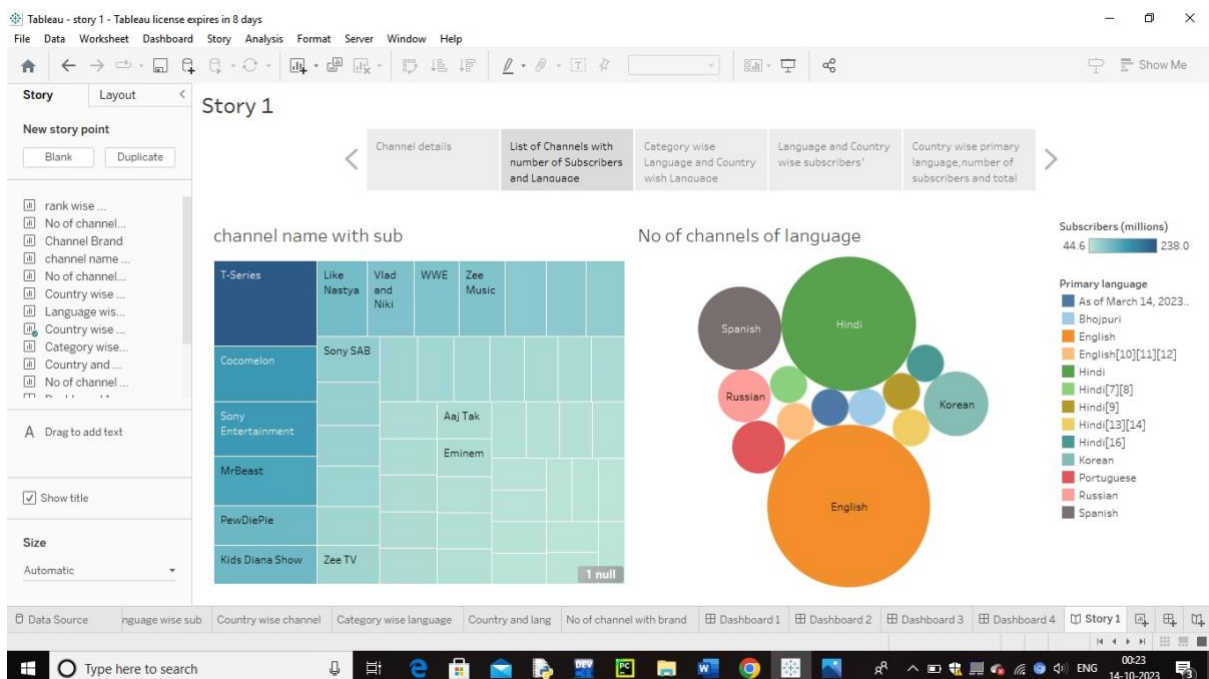 Tableau - story 1 - Tableau license expires in 8 days
File Data Worksheet Dashboard Story Analysis Format Server Window Help
Show Me
Story Layout
Story 1
New story point
Blank Duplicate
Channel details
List of Channels with
number of Subscribers
and Language
Category wise
Language and Country
wish Language
Language and Country
wise subscribers'
Country wise primary
language,number of
subscribers and total
rank wise ...
No of channel...
Channel Brand
channel name ...
No of channel...
Country wise ...
Language wis...
Country wise ...
Category wise...
Country and ...
No of channel ...
A Drag to add text
Show title
Size
Automatic
channel name with sub
T-Series
Like
Nastya
Vlad
and
Niki
WWE
Zee
Music
Cocomelon
Sony SAB
Sony
Entertainment
Aaj Tak
Eminem
MrBeast
PewDiePie
Kids Diana Show
Zee TV
1 null
No of channels of language
Spanish
Hindi
Russian
Korean
English
Subscribers (millions)
44.6 238.0
Primary language
As of March 14, 2023..
Bhojpuri
English
English[10][11][12]
Hindi
Hindi[7][8]
Hindi[9]
Hindi[13][14]
Hindi[16]
Korean
Portuguese
Russian
Spanish
Data Source nguage wise sub Country wise channel Category wise language Country and lang No of channel with brand Dashboard 1 Dashboard 2 Dashboard 3 Dashboard 4 Story 1
Type here to search
ENG
00:23
14-10-2023